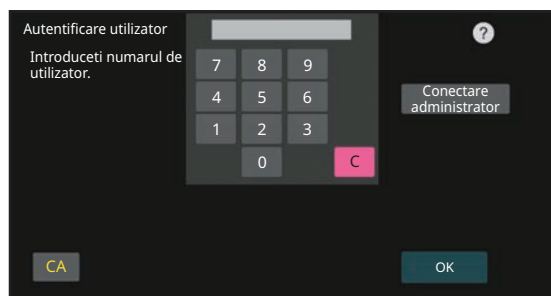 Autentificare utilizator
?
Introduceti numarul de
utilizator.
7 8 9
4 5 6
Conectare
administrator
1 2 3
0 C
CA
OK